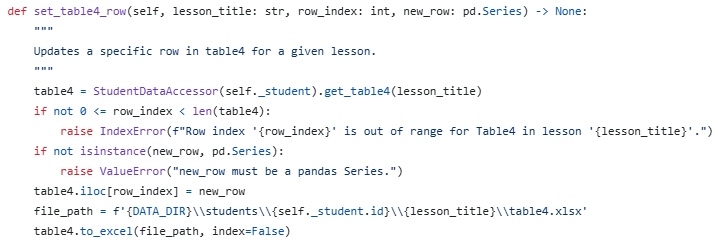 def set_table4_row(self, lesson_title: str, row_index: int, new_row: pd.Series) -> None:
    """
    Updates a specific row in table4 for a given lesson.
    """
    table4 = StudentDataAccessor(self._student).get_table4(lesson_title)
    if not 0 <= row_index < len(table4):
        raise IndexError(f"Row index '{row_index}' is out of range for Table4 in lesson '{lesson_title}'.")
    if not isinstance(new_row, pd.Series):
        raise ValueError("new_row must be a pandas Series.")
    table4.iloc[row_index] = new_row
    file_path = f'{DATA_DIR}\\students\\{self._student.id}\\{lesson_title}\\table4.xlsx'
    table4.to_excel(file_path, index=False)